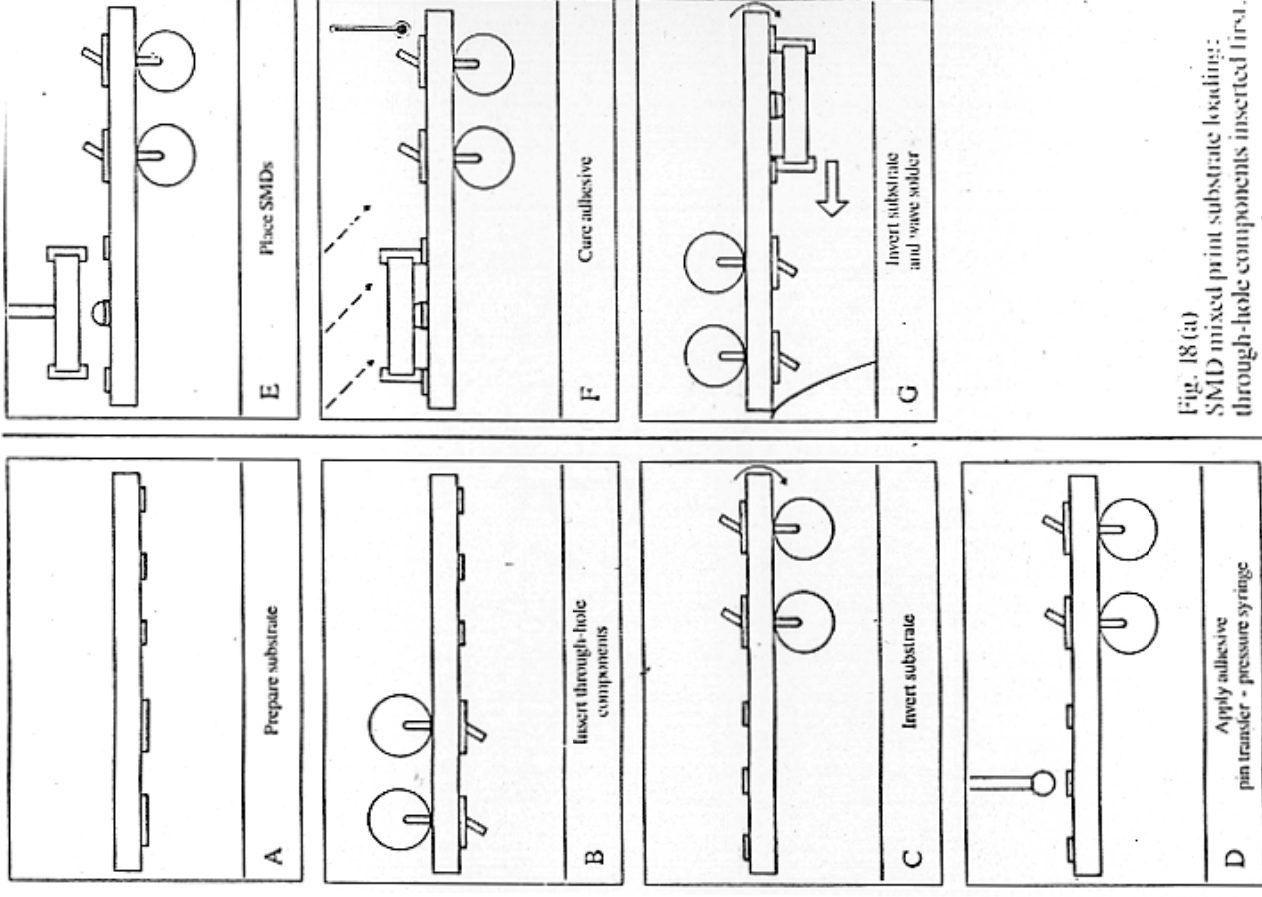 A
Prepare substrate
B
Insert through-hole
components
C
Invert substrate
D
Apply adhesive
pin transfer - pressure syringe
E
Place SMDs
F
Cure adhesive
G
Invert substrate
and wave solder
Fig. 18 (a)
SMD mixed print substrate loading:
through-hole components inserted first.